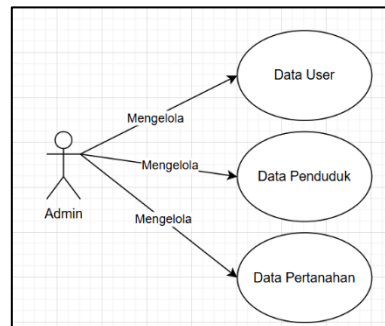 Data User
Mengelola
Mengelola
Data Penduduk
Admin
Mengelola
Data Pertanahan